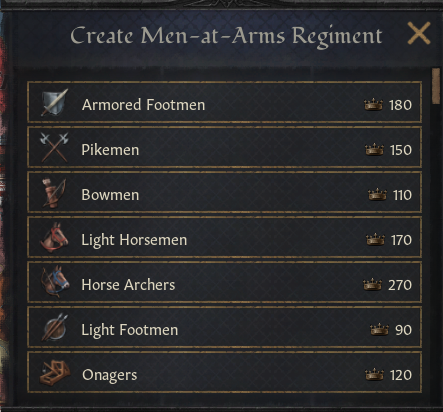 Create Men-at-Arms Regiment
Armored Footmen 180
Pikemen 150
Bowmen 110
Light Horsemen 170
Horse Archers 270
Light Footmen 90
Onagers 120